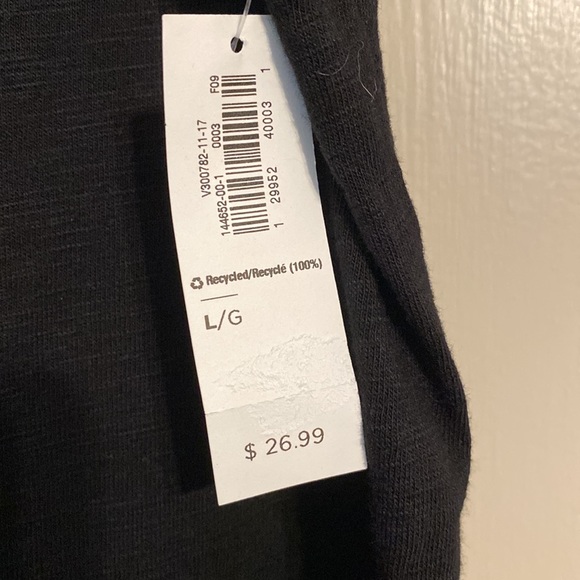 F09
V300782-11-17
144652-00-1 0003
1 29952 40003 1
Recycled/Recyclé (100%)
L/G
$ 26.99